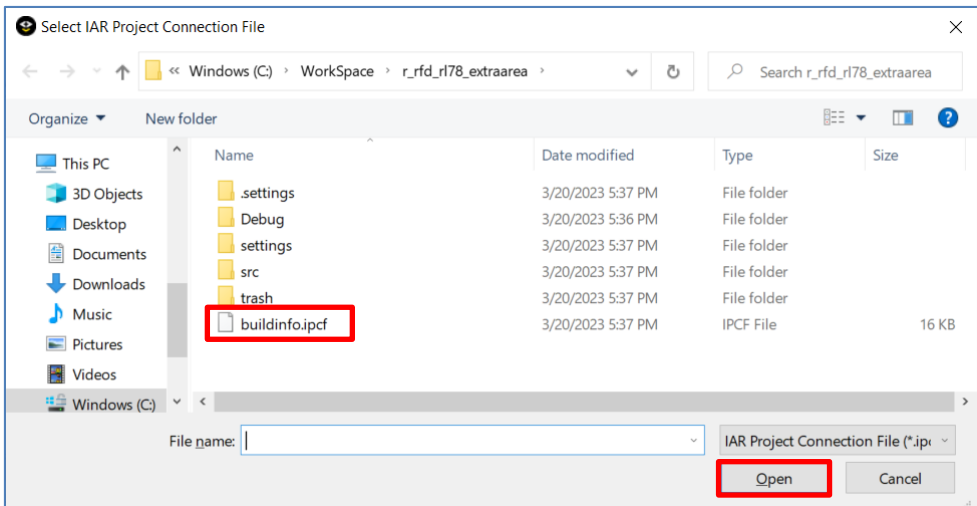 Select IAR Project Connection File
« Windows (C:) › WorkSpace › r_rfd_rl78_extraarea ›
Search r_rfd_rl78_extraarea
Organize New folder
Name Date modified Type Size
This PC
3D Objects
Desktop
Documents
Downloads
Music
Pictures
Videos
Windows (C:)
.settings 3/20/2023 5:37 PM File folder
Debug 3/20/2023 5:36 PM File folder
settings 3/20/2023 5:37 PM File folder
src 3/20/2023 5:37 PM File folder
trash 3/20/2023 5:37 PM File folder
buildinfo.ipcf 3/20/2023 5:37 PM IPCF File 16 KB
File name:
IAR Project Connection File (*.ipc
Open Cancel